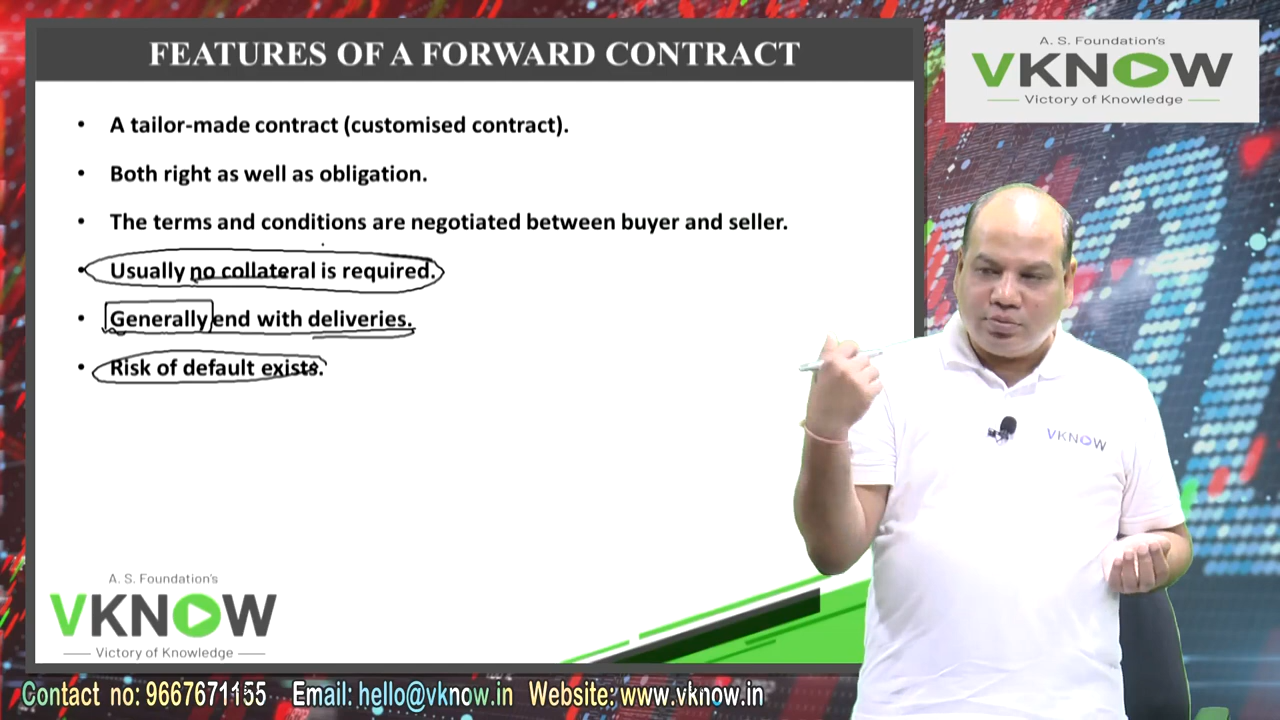 FEATURES OF A FORWARD CONTRACT
• A tailor-made contract (customised contract).
• Both right as well as obligation.
• The terms and conditions are negotiated between buyer and seller.
• Usually no collateral is required.
• Generally end with deliveries.
• Risk of default exists.
A. S. Foundation's
VKNOW
Victory of Knowledge
VKNOW
A. S. Foundation's
VKNOW
Victory of Knowledge
Contact no: 9667671155 Email: hello@vknow.in Website: www.vknow.in